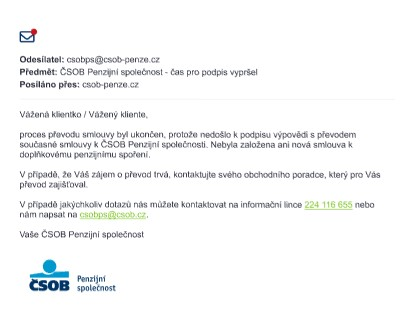 Odesílatel: csobps@csob-penze.cz
Předmět: ČSOB Penzijní společnost - čas pro podpis vypršel
Posíláno přes: csob-penze.cz
Vážená klientko / Vážený kliente,
proces převodu smlouvy byl ukončen, protože nedošlo k podpisu výpovědi s převodem
současné smlouvy k ČSOB Penzijní společnosti. Nebyla založena ani nová smlouva k
doplňkovému penzijnímu spoření.
V případě, že Váš zájem o převod trvá, kontaktujte svého obchodního poradce, který pro Vás
převod zajišťoval.
V případě jakýchkoliv dotazů nás můžete kontaktovat na informační lince 224 116 655 nebo
nám napsat na csobps@csob.cz.
Vaše ČSOB Penzijní společnost
ČSOB Penzijní
společnost